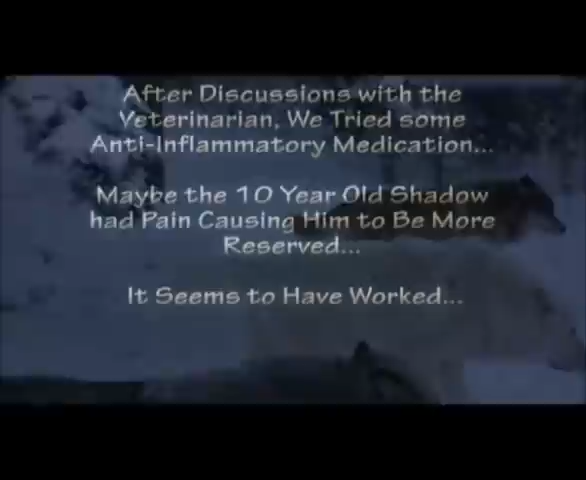 After Discussions with the
Veterinarian, We Tried some
Anti-Inflammatory Medication...
Maybe the 10 Year Old Shadow
had Pain Causing Him to Be More
Reserved...
It Seems to Have Worked...